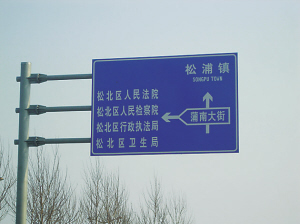 松浦镇
SONGPU TOWN
松北区人民法院
松北区人民检察院
松北区行政执法局
松北区卫生局
蒲南大街